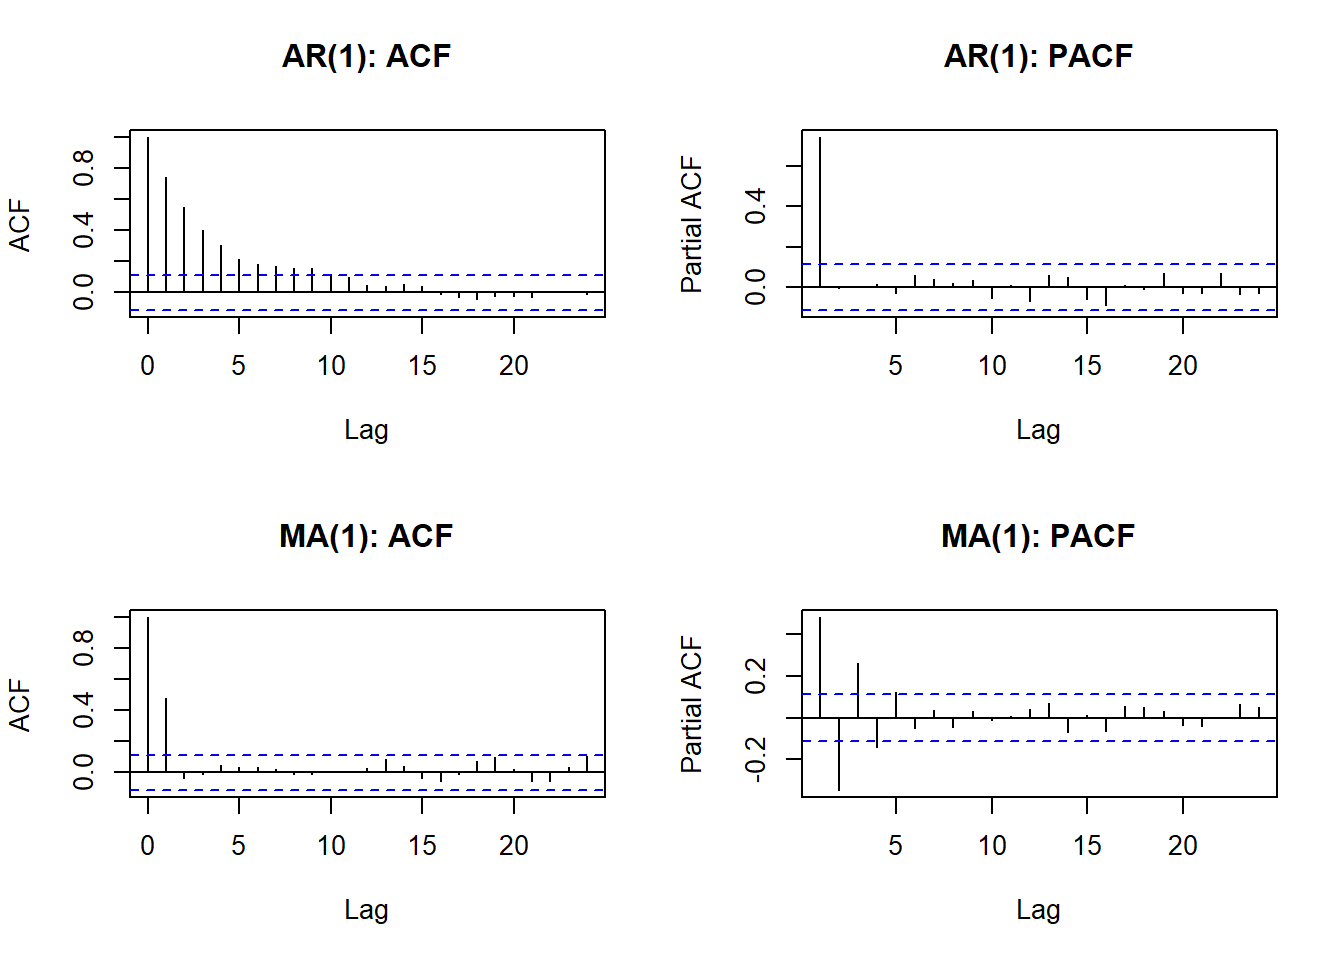 AR(1): ACF
ACF
0.0 0.4 0.8
0 5 10 15 20
Lag
AR(1): PACF
Partial ACF
0.0 0.4
5 10 15 20
Lag
MA(1): ACF
ACF
0.0 0.4 0.8
0 5 10 15 20
Lag
MA(1): PACF
Partial ACF
-0.2 0.2
5 10 15 20
Lag